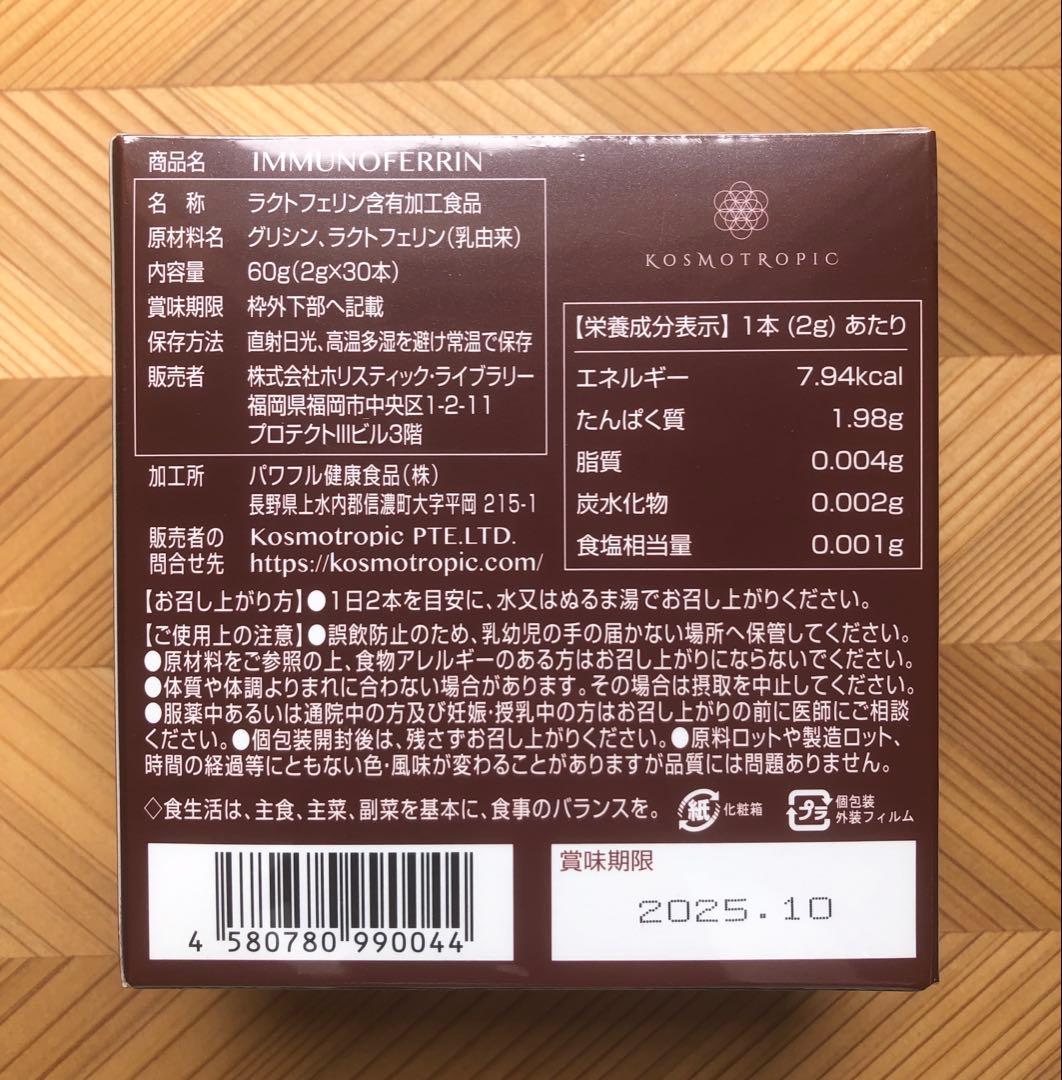 商品名 IMMUNOFERRIN
名 称 ラクトフェリン含有加工食品
原材料名 グリシン、ラクトフェリン(乳由来)
内容量 60g(2g×30本)
賞味期限 枠外下部へ記載
保存方法 直射日光、高温多湿を避け常温で保存
販売者 株式会社ホリスティック・ライブラリー
福岡県福岡市中央区1-2-11
プロテクトIIIビル3階
加工所 パワフル健康食品(株)
長野県上水内郡信濃町大字平岡 215-1
販売者の問合せ先 Kosmotropic PTE.LTD.
https://kosmotropic.com/
KOSMOTROPIC
【栄養成分表示】1本 (2g) あたり
エネルギー 7.94kcal
たんぱく質 1.98g
脂質 0.004g
炭水化物 0.002g
食塩相当量 0.001g
【お召し上がり方】●1日2本を目安に、水又はぬるま湯でお召し上がりください。
【ご使用上の注意】●誤飲防止のため、乳幼児の手の届かない場所へ保管してください。
●原材料をご参照の上、食物アレルギーのある方はお召し上がりにならないでください。
●体質や体調よりまれに合わない場合があります。その場合は摂取を中止してください。
●服薬中あるいは通院中の方及び妊娠・授乳中の方はお召し上がりの前に医師にご相談
ください。●個包装開封後は、残さずお召し上がりください。●原料ロットや製造ロット、
時間の経過等にともない色・風味が変わることがありますが品質には問題ありません。
◇食生活は、主食、主菜、副菜を基本に、食事のバランスを。
紙 化粧箱
プラ 個包装
外装フィルム
4 580780 990044
賞味期限
2025.10